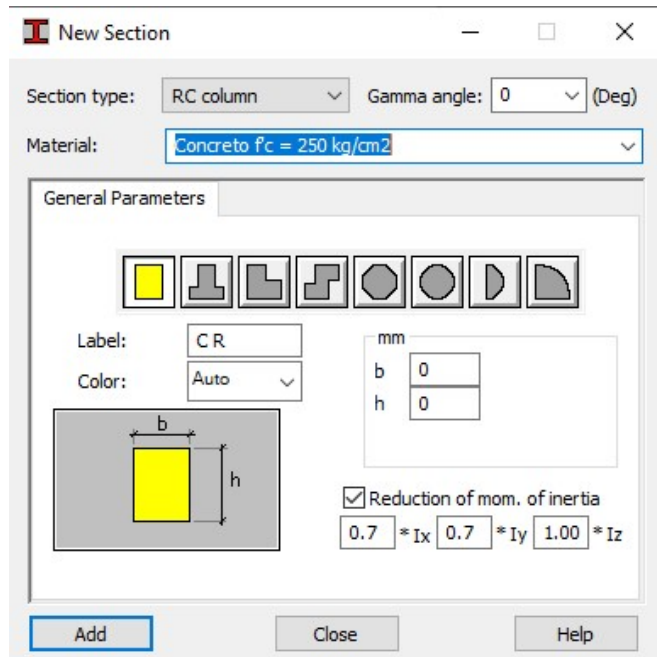 New Section
Section type: RC column Gamma angle: 0 (Deg)
Material: Concreto f'c = 250 kg/cm2
General Parameters
Label: C R
Color: Auto
mm
b 0
h 0
b
h
Reduction of mom. of inertia
0.7 * Ix 0.7 * Iy 1.00 * Iz
Add Close Help